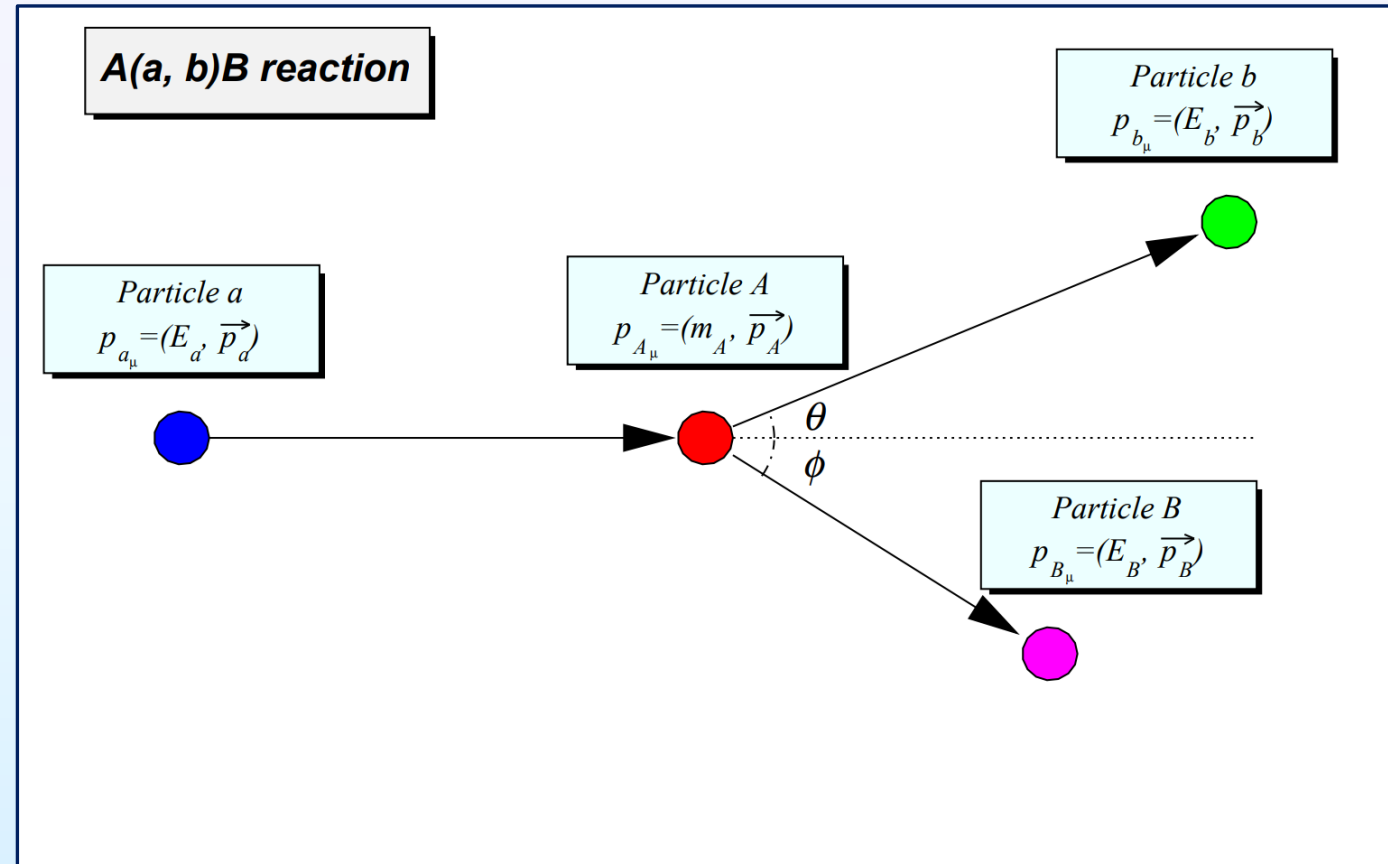 A(a, b)B reaction
Particle b
p_{b_μ}=(E_b, \vec{p_b})
Particle a
p_{a_μ}=(E_a, \vec{p_a})
Particle A
p_{A_μ}=(m_A, \vec{p_A})
θ
ϕ
Particle B
p_{B_μ}=(E_B, \vec{p_B})